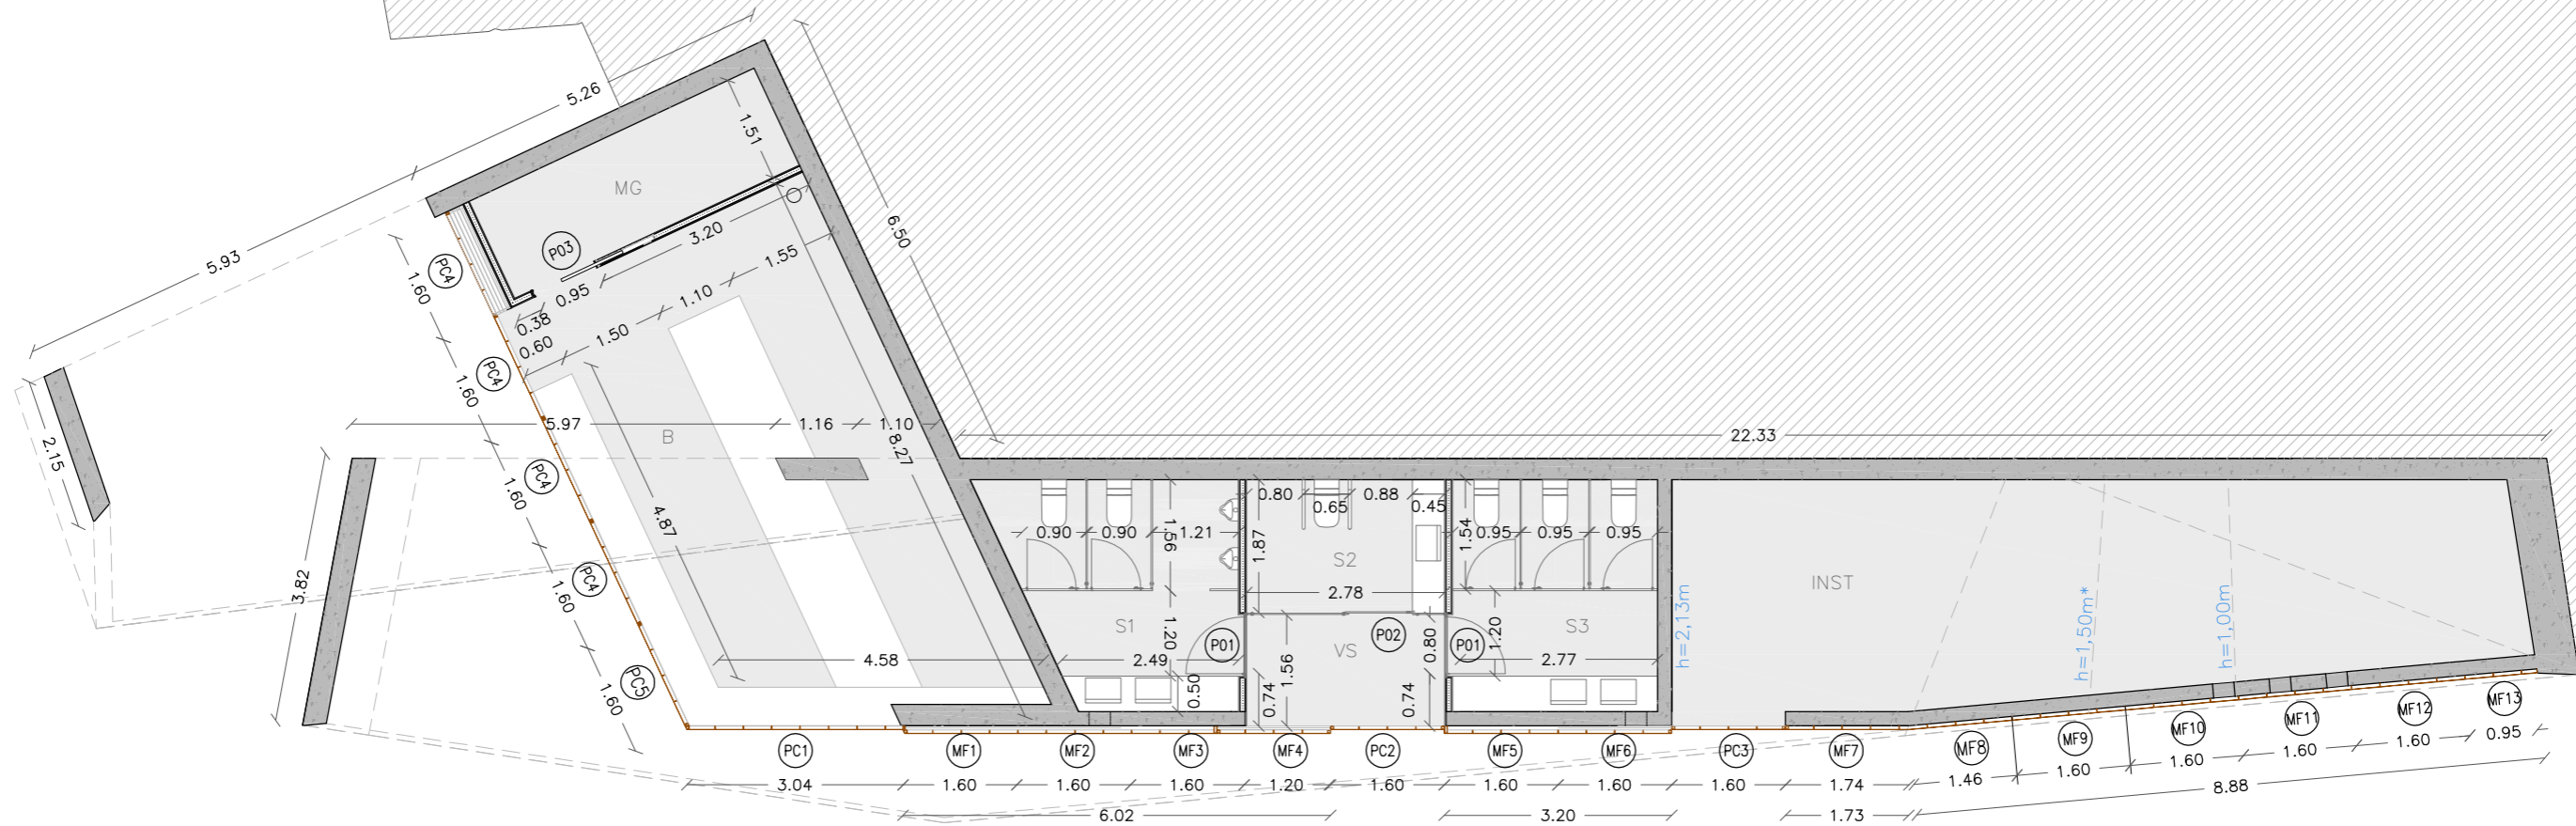 5.26
1.51
MG
6.50
P03
3.20
5.93
PC4
1.60
0.95
1.10
1.55
0.38
0.60
1.50
PC4
1.60
2.15
5.97
B
1.16
1.10
8.27
22.33
PC4
1.60
4.87
3.82
PC4
1.60
PC5
1.60
4.58
0.90
0.90
1.56
1.21
0.80
0.65
0.88
0.45
1.87
1.54
0.95
0.95
0.95
S2
2.78
INST
S1
1.20
P01
P02
VS
1.56
0.80
P01
1.20
S3
2.49
2.77
0.50
0.74
0.74
h=2,13m
h=1,50m*
h=1,00m
PC1
MF1
MF2
MF3
MF4
PC2
MF5
MF6
PC3
MF7
MF8
MF9
MF10
MF11
MF12
MF13
3.04
1.60
1.60
1.60
1.20
1.60
1.60
1.60
1.60
1.74
1.46
1.60
1.60
1.60
1.60
0.95
6.02
3.20
1.73
8.88